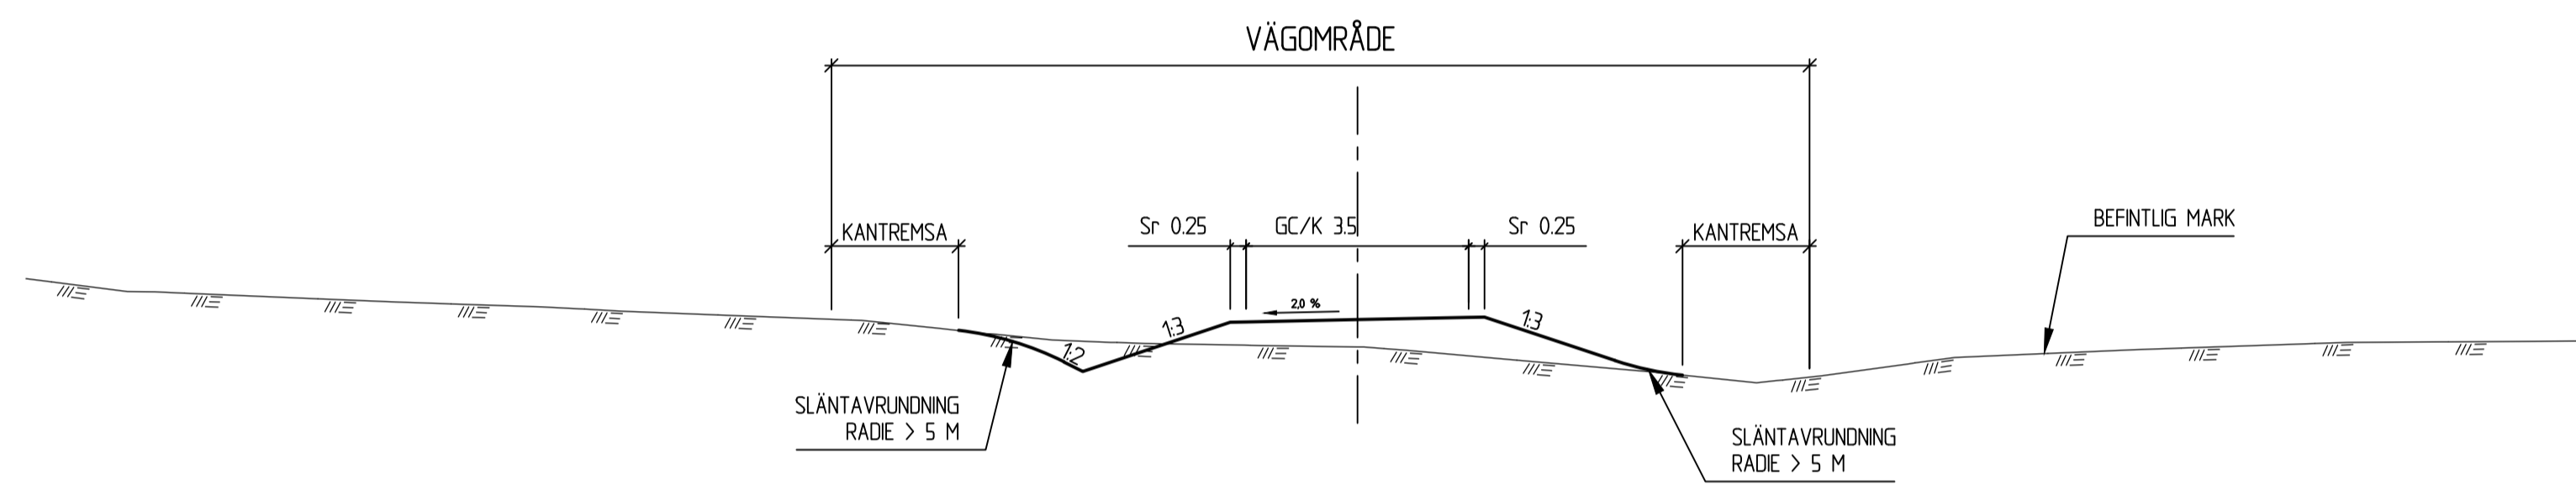 VÄGOMRÅDE
KANTREMSA
Sr 0.25
GC/K 3.5
Sr 0.25
KANTREMSA
BEFINTLIG MARK
2,0 %
1:3
1:3
1:2
SLÄNTAVRUNDNING
RADIE > 5 M
SLÄNTAVRUNDNING
RADIE > 5 M